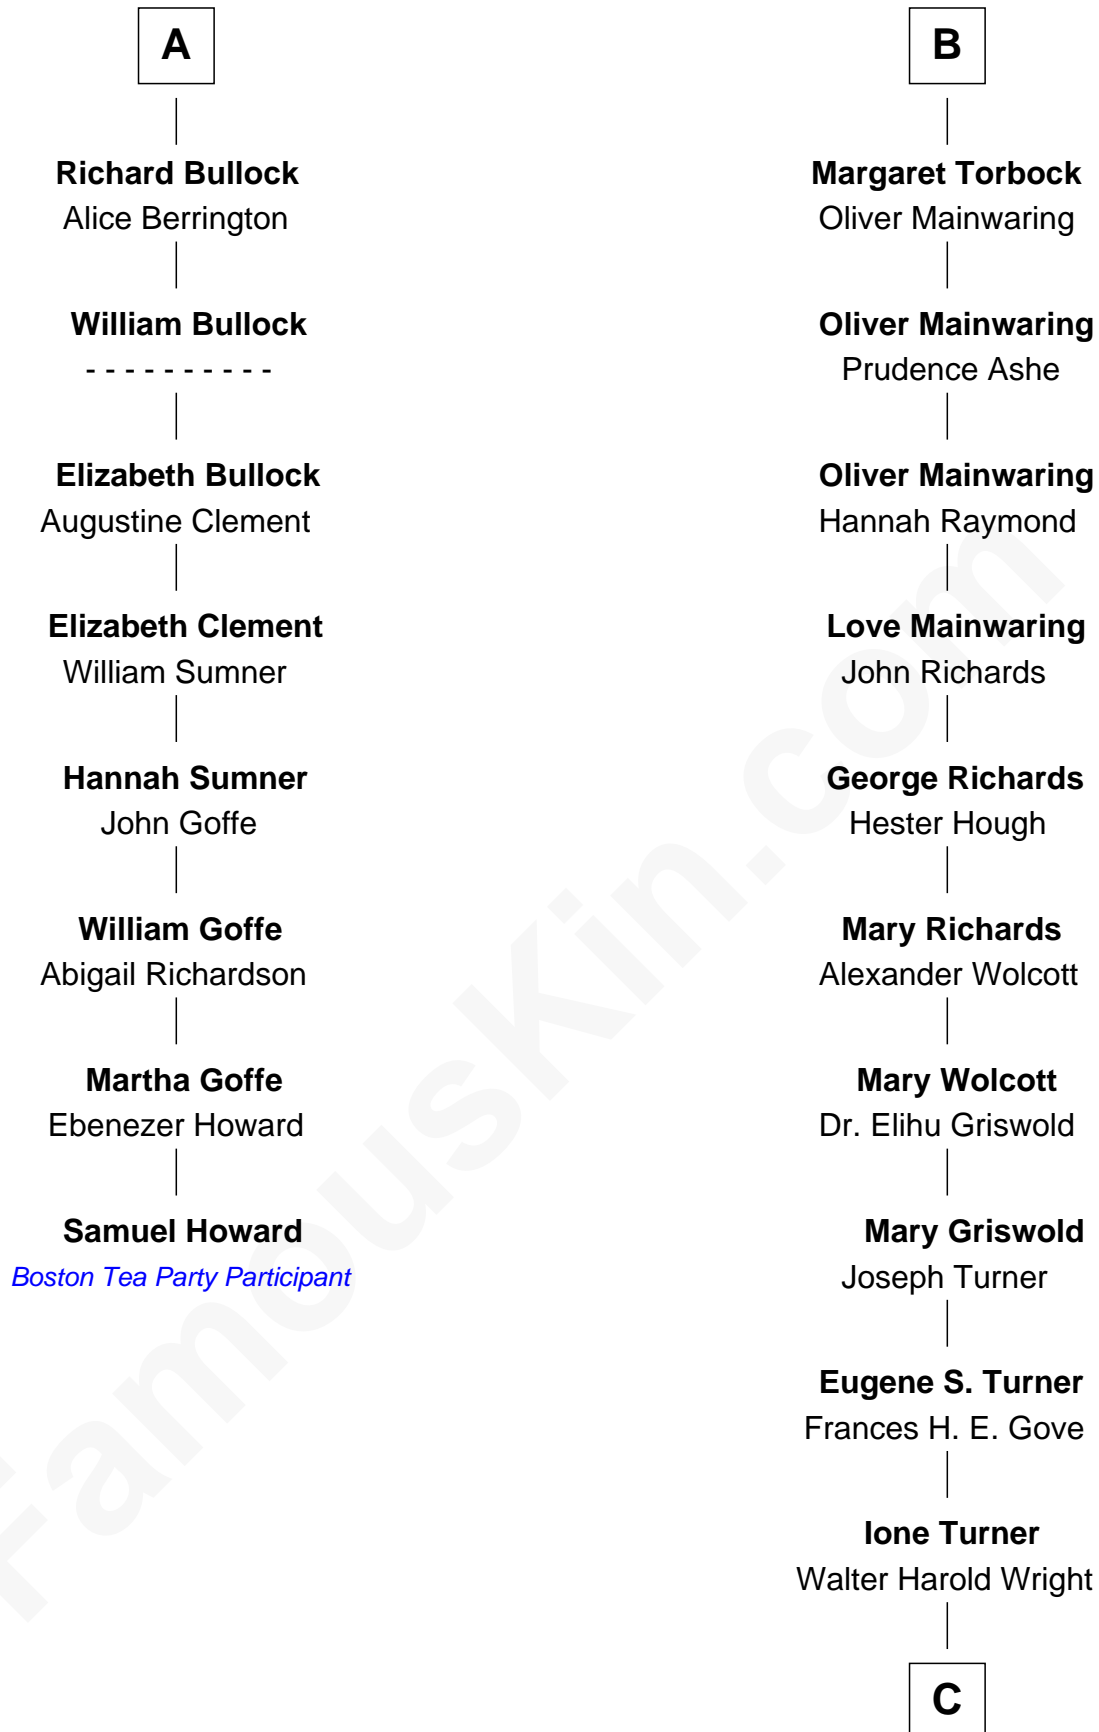 A
Richard Bullock
Alice Berrington
William Bullock
- - - - - - - - - -
Elizabeth Bullock
Augustine Clement
Elizabeth Clement
William Sumner
Hannah Sumner
John Goffe
William Goffe
Abigail Richardson
Martha Goffe
Ebenezer Howard
Samuel Howard
Boston Tea Party Participant
B
Margaret Torbock
Oliver Mainwaring
Oliver Mainwaring
Prudence Ashe
Oliver Mainwaring
Hannah Raymond
Love Mainwaring
John Richards
George Richards
Hester Hough
Mary Richards
Alexander Wolcott
Mary Wolcott
Dr. Elihu Griswold
Mary Griswold
Joseph Turner
Eugene S. Turner
Frances H. E. Gove
Ione Turner
Walter Harold Wright
C
FamousKin.com